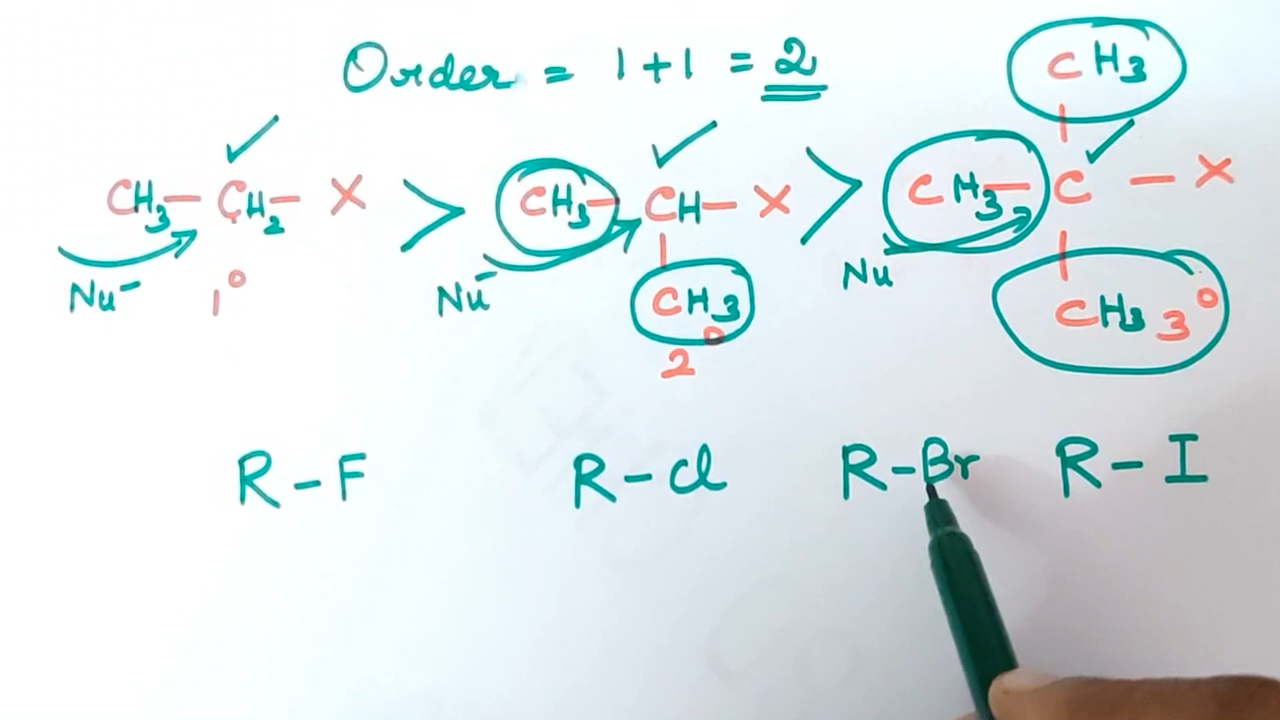 Order = 1 + 1 = 2
CH3
CH3 - CH2 - X > CH3 - CH - X > CH3 - C - X
Nu- Nu- Nu
1° CH3 CH3 3°
2°
R - F R - Cl R - Br R - I